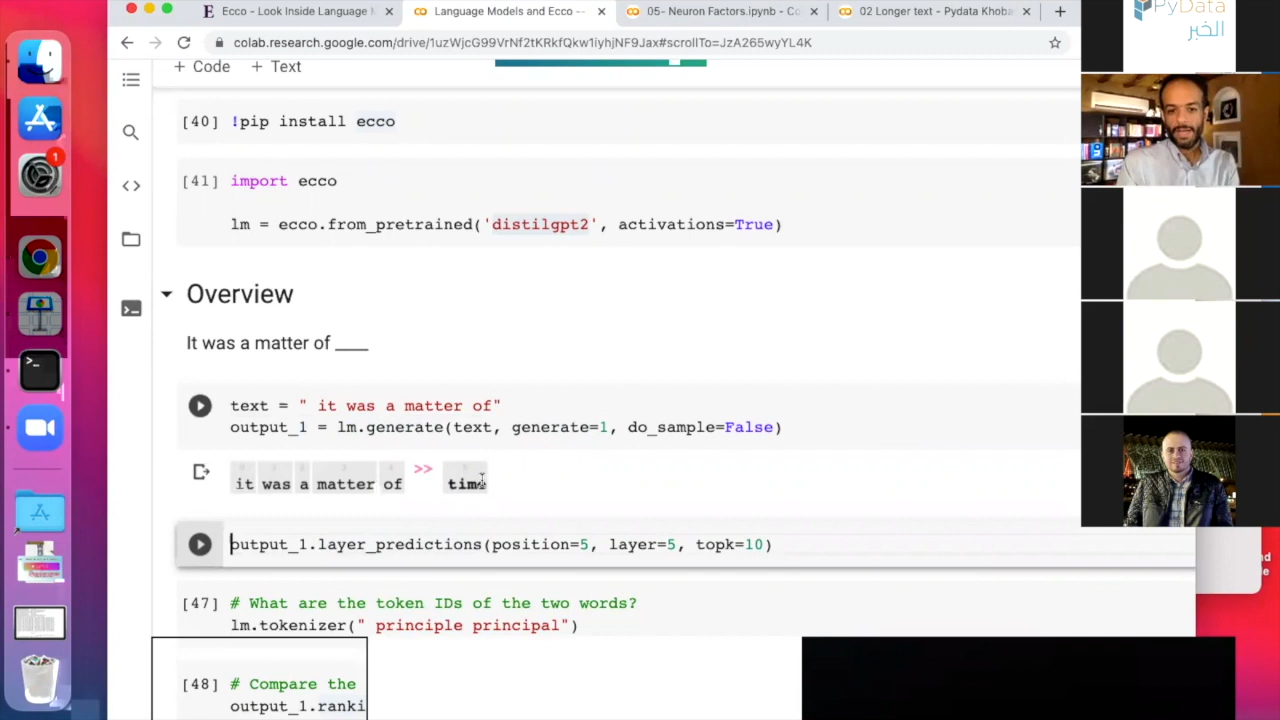 Ecco - Look Inside Language M
Language Models and Ecco --
05- Neuron Factors.ipynb - Co
02 Longer text - Pydata Khoba
colab.research.google.com/drive/1uzWjcG99VrNf2tKRkfQkw1iyhjNF9Jax#scrollTo=JzA265wyYL4K
+ Code + Text
[40] !pip install ecco
[41] import ecco
lm = ecco.from_pretrained('distilgpt2', activations=True)
Overview
It was a matter of ____
text = " it was a matter of"
output_1 = lm.generate(text, generate=1, do_sample=False)
it was a matter of >> time
output_1.layer_predictions(position=5, layer=5, topk=10)
[47] # What are the token IDs of the two words?
lm.tokenizer(" principle principal")
[48] # Compare the
output_1.ranki
PyData
الخبر
1